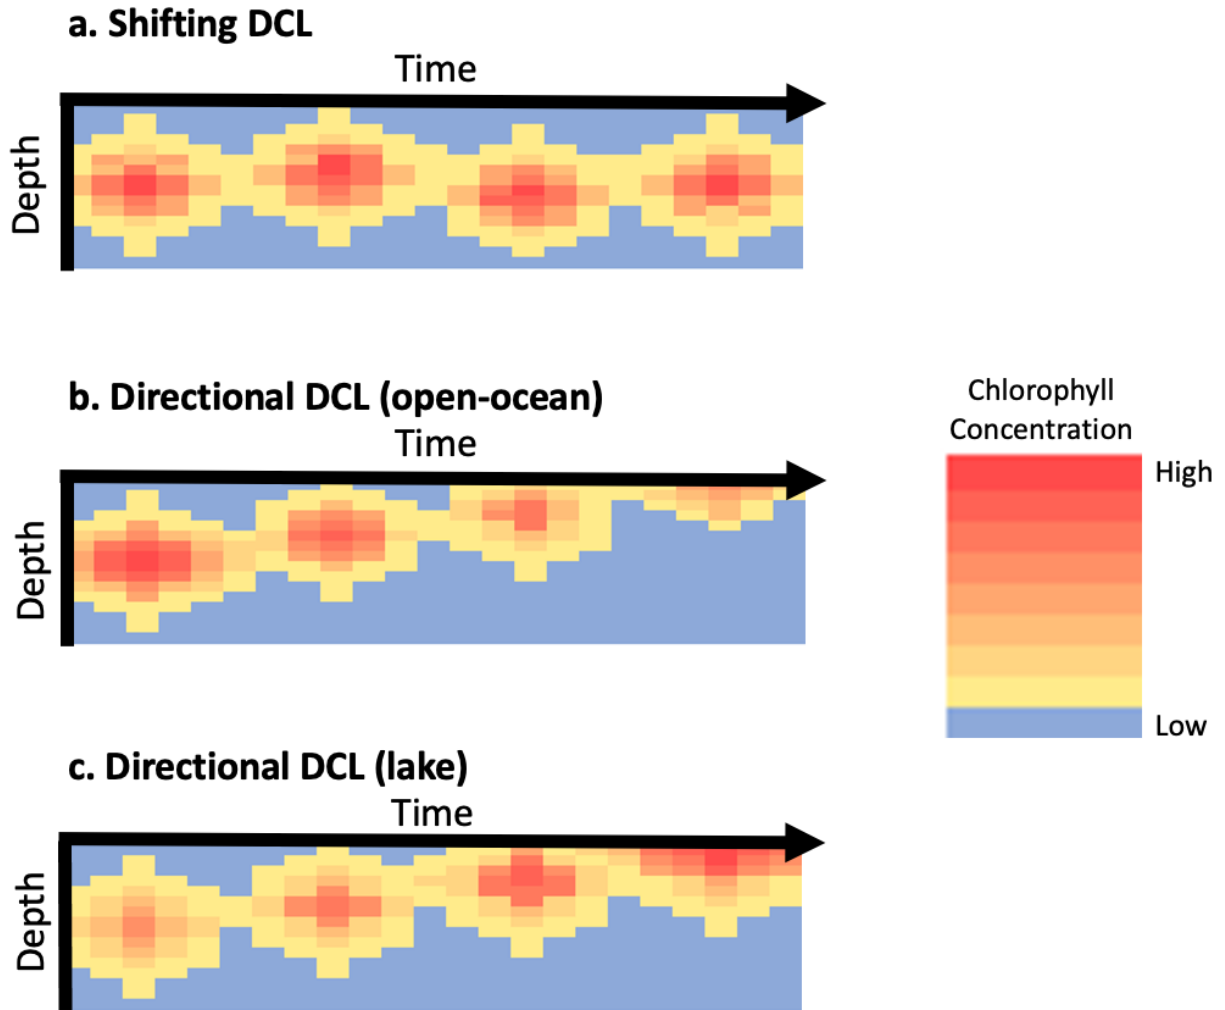 a. Shifting DCL
Time
Depth
b. Directional DCL (open-ocean)
Time
Depth
Chlorophyll
Concentration
High
Low
c. Directional DCL (lake)
Time
Depth